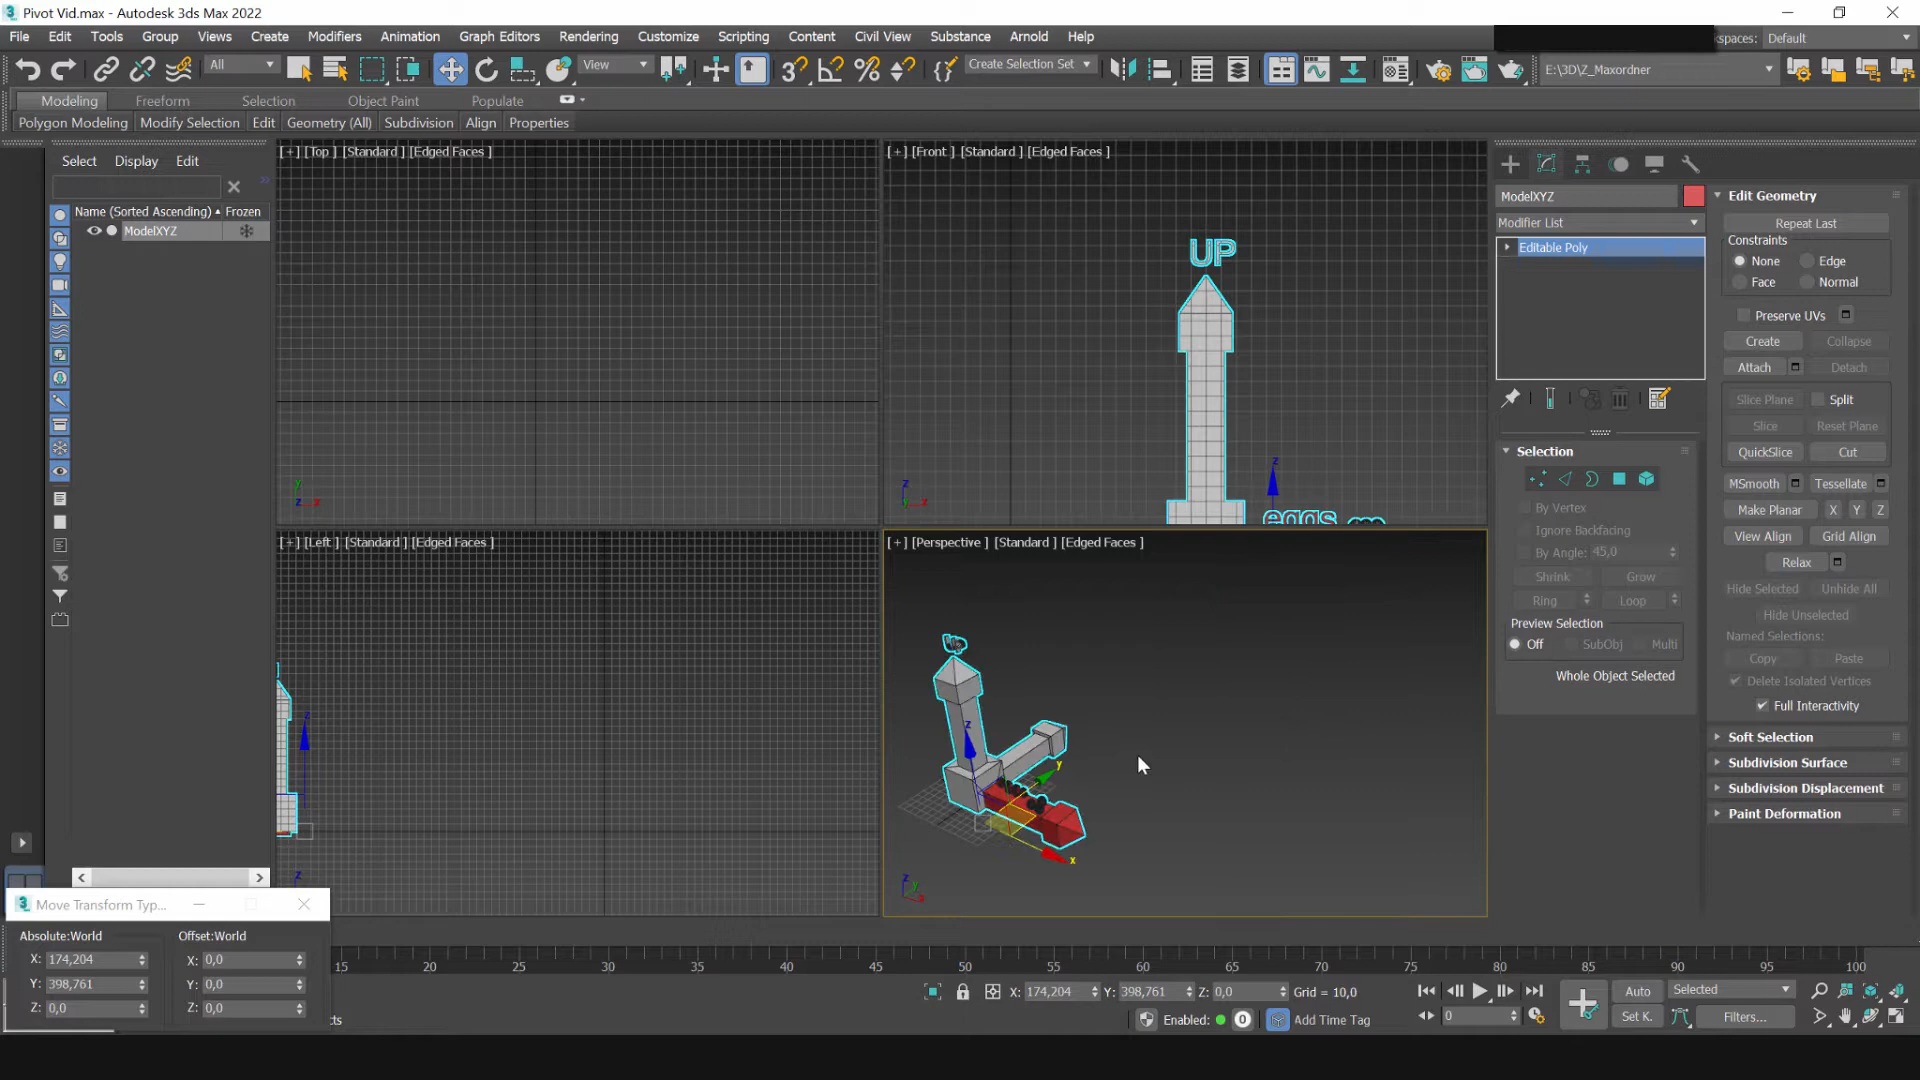 Pivot Vid.max - Autodesk 3ds Max 2022
File Edit Tools Group Views Create Modifiers Animation Graph Editors Rendering Customize Scripting Content Civil View Substance Arnold Help spaces: Default
All View Create Selection Set E:\3D\Z_Maxordner
Modeling Freeform Selection Object Paint Populate
Polygon Modeling Modify Selection Edit Geometry (All) Subdivision Align Properties
Select Display Edit
Name (Sorted Ascending) Frozen
ModelXYZ
[+] [Top ] [Standard ] [Edged Faces ]
z x y
[+] [Front ] [Standard ] [Edged Faces ]
UP
z
eggs
z y x
[+] [Left ] [Standard ] [Edged Faces ]
z
z
[+] [Perspective ] [Standard ] [Edged Faces ]
z
y
x
z y x
ModelXYZ
Modifier List
Editable Poly
Selection
By Vertex
Ignore Backfacing
By Angle: 45,0
Shrink Grow
Ring Loop
Preview Selection
Off SubObj Multi
Whole Object Selected
Edit Geometry
Repeat Last
Constraints
None Edge
Face Normal
Preserve UVs
Create Collapse
Attach Detach
Slice Plane Split
Slice Reset Plane
QuickSlice Cut
MSmooth Tessellate
Make Planar X Y Z
View Align Grid Align
Relax
Hide Selected Unhide All
Hide Unselected
Named Selections:
Copy Paste
Delete Isolated Vertices
Full Interactivity
Soft Selection
Subdivision Surface
Subdivision Displacement
Paint Deformation
Move Transform Typ...
Absolute:World Offset:World
X: 174,204 X: 0,0
Y: 398,761 Y: 0,0
Z: 0,0 Z: 0,0
15 20 25 30 35 40 45 50 55 60 65 70 75 80 85 90 95 100
X: 174,204 Y: 398,761 Z: 0,0 Grid = 10,0
Enabled: 0 Add Time Tag
0
Auto Selected
Set K. Filters...